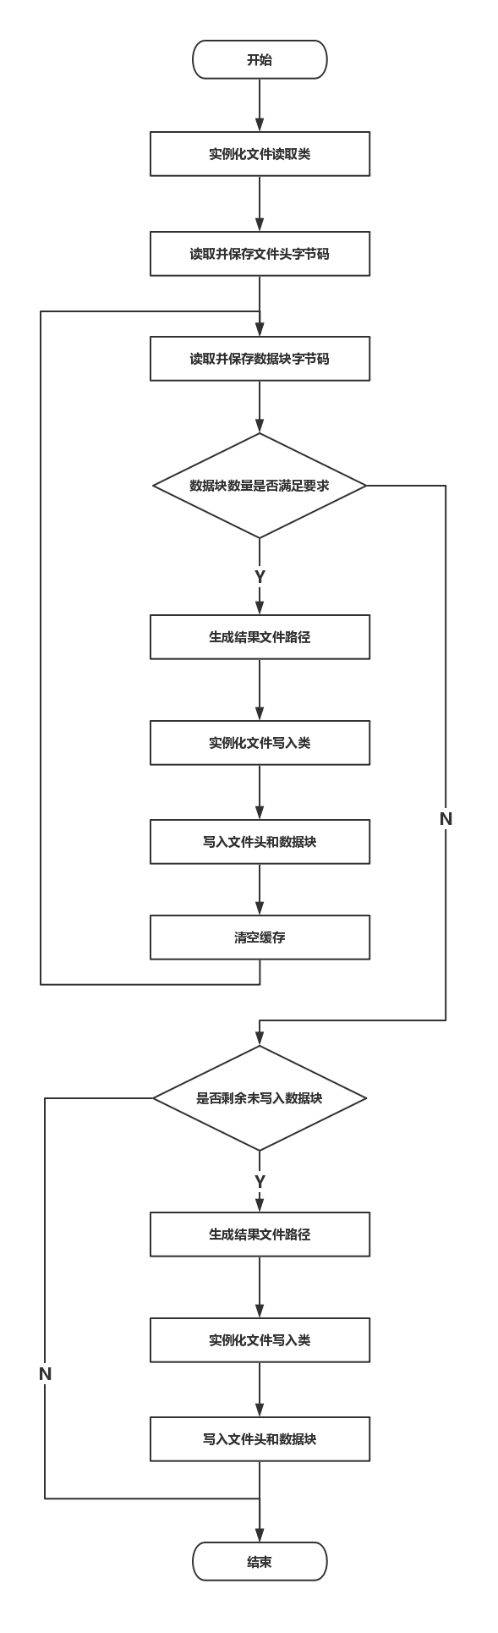 开始
实例化文件读取类
读取并保存文件头字节码
读取并保存数据块字节码
数据块数量是否满足要求
Y
生成结果文件路径
实例化文件写入类
N
写入文件头和数据块
清空缓存
是否剩余未写入数据块
Y
生成结果文件路径
实例化文件写入类
N
写入文件头和数据块
结束